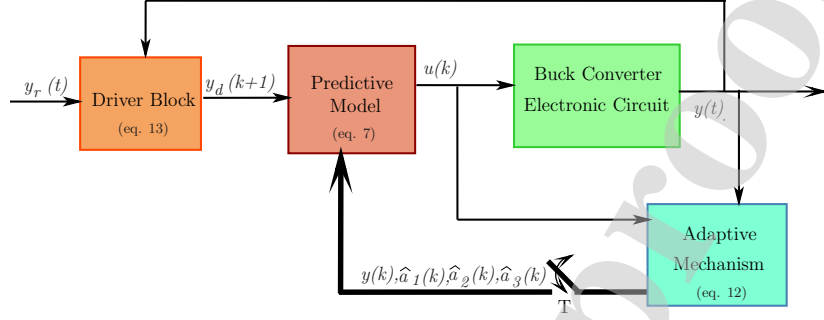 y_r(t)
Driver Block
(eq. 13)
y_d(k+1)
Predictive
Model
(eq. 7)
u(k)
Buck Converter
Electronic Circuit
y(t)
Adaptive
Mechanism
(eq. 12)
y(k),â_1(k),â_2(k),â_3(k)
T
proo